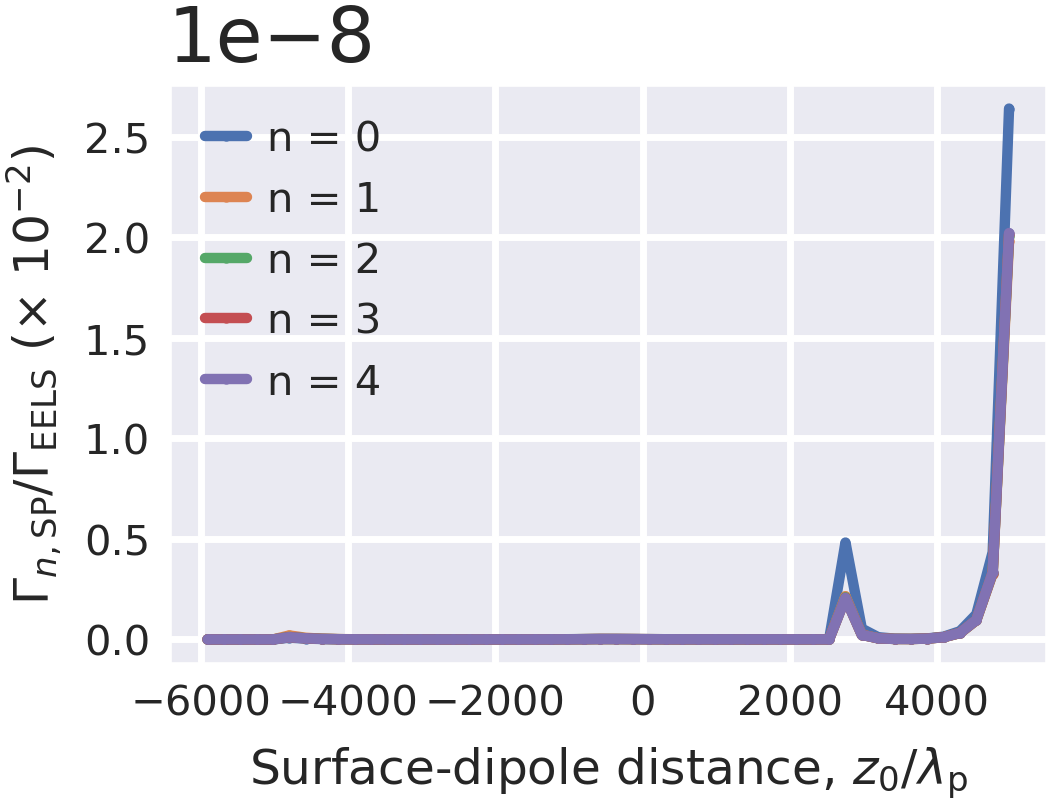 1e−8
2.5
2.0
1.5
1.0
0.5
0.0
n = 0
n = 1
n = 2
n = 3
n = 4
Γn, SP/ΓEELS (× 10−2)
−6000 −4000 −2000 0 2000 4000
Surface-dipole distance, z0/λp